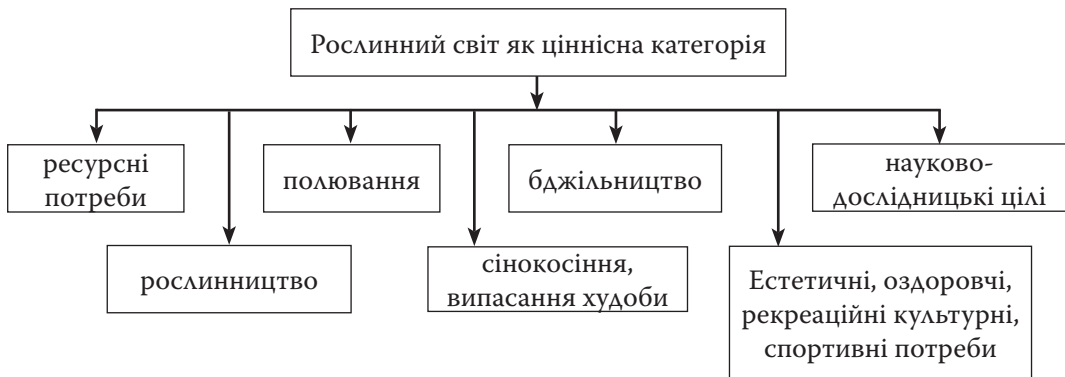 Рослинний світ як ціннісна категорія
ресурсні
потреби
полювання
бджільництво
науково-
дослідницькі цілі
рослинництво
сінокосіння,
випасання худоби
Естетичні, оздоровчі,
рекреаційні культурні,
спортивні потреби